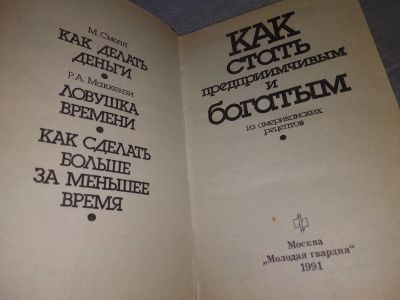 М. Смолл
КАК ДЕЛАТЬ
ДЕНЬГИ
Р.А. Маккензи
ЛОВУШКА
ВРЕМЕНИ
КАК СДЕЛАТЬ
БОЛЬШЕ
ЗА МЕНЬШЕЕ
ВРЕМЯ
КАК
СТАТЬ
предприимчивым
и
БОГАТЫМ
из американских
рецептов
Москва
„Молодая гвардия"
1991